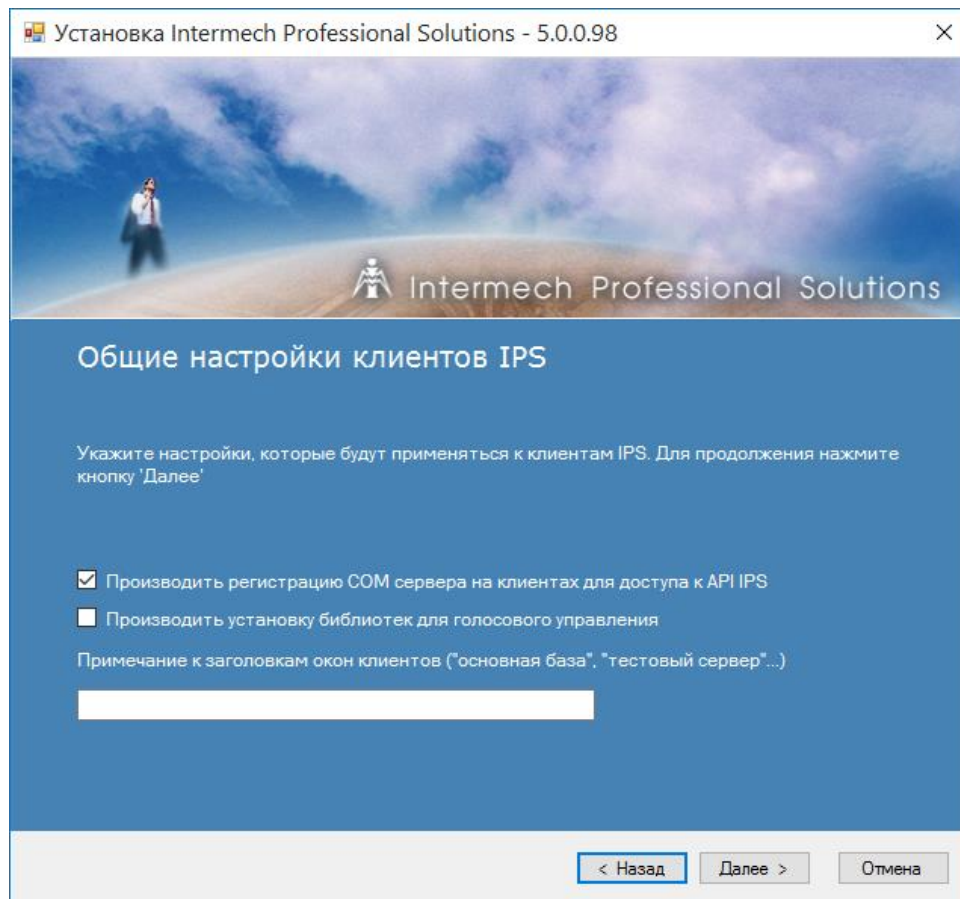 Установка Intermech Professional Solutions - 5.0.0.98
Intermech Professional Solutions
Общие настройки клиентов IPS
Укажите настройки, которые будут применяться к клиентам IPS. Для продолжения нажмите
кнопку 'Далее'
Производить регистрацию COM сервера на клиентах для доступа к API IPS
Производить установку библиотек для голосового управления
Примечание к заголовкам окон клиентов ("основная база", "тестовый сервер"...)
< Назад
Далее >
Отмена